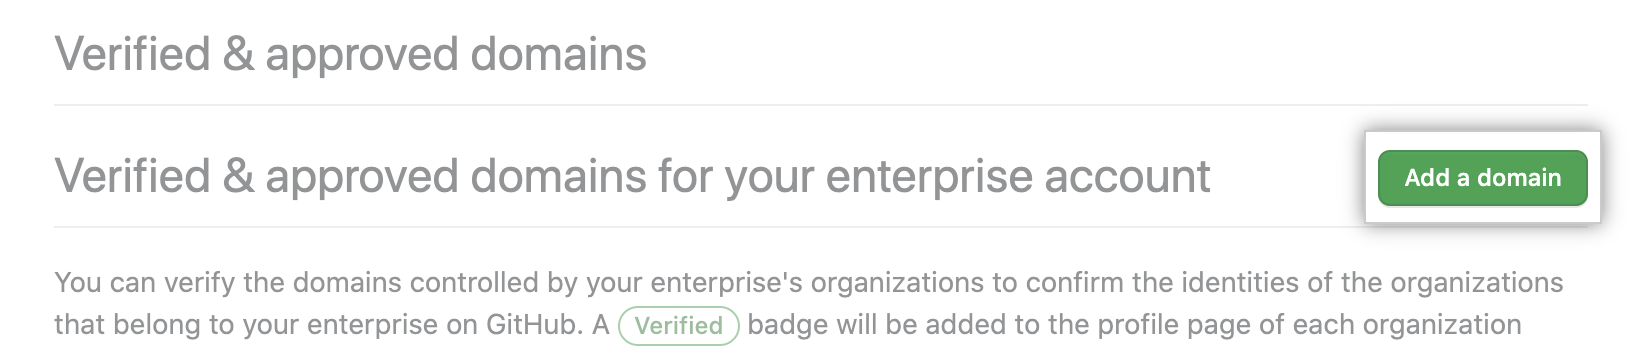 Verified & approved domains
Verified & approved domains for your enterprise account
Add a domain
You can verify the domains controlled by your enterprise's organizations to confirm the identities of the organizations
that belong to your enterprise on GitHub. A Verified badge will be added to the profile page of each organization